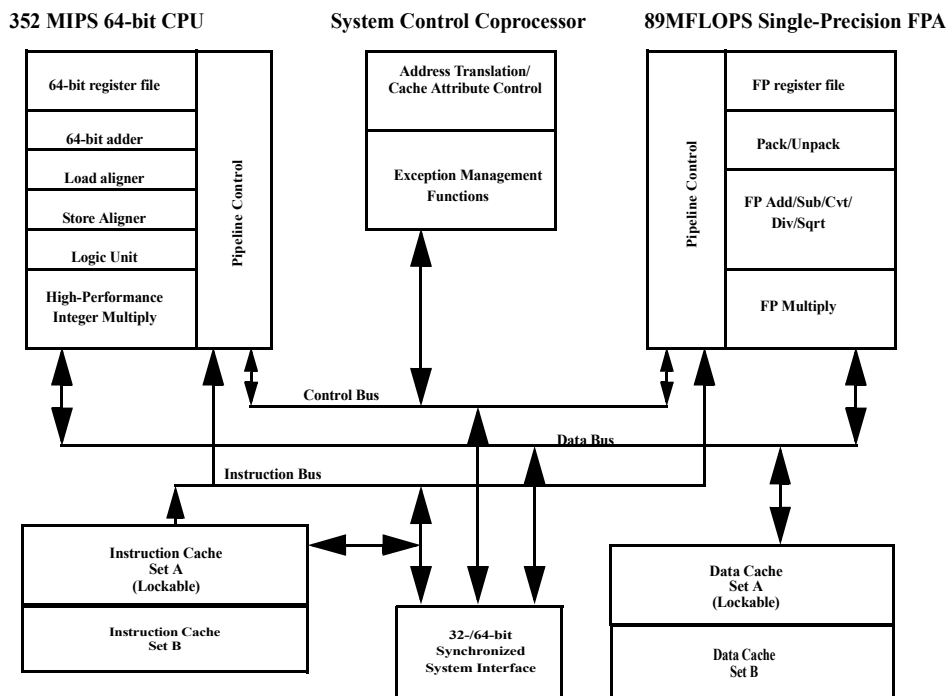 352 MIPS 64-bit CPU
System Control Coprocessor
89MFLOPS Single-Precision FPA
64-bit register file
64-bit adder
Load aligner
Store Aligner
Logic Unit
High-Performance
Integer Multiply
Pipeline Control
Address Translation/
Cache Attribute Control
Exception Management
Functions
Pipeline Control
FP register file
Pack/Unpack
FP Add/Sub/Cvt/
Div/Sqrt
FP Multiply
Control Bus
Data Bus
Instruction Bus
Instruction Cache
Set A
(Lockable)
Instruction Cache
Set B
32-/64-bit
Synchronized
System Interface
Data Cache
Set A
(Lockable)
Data Cache
Set B